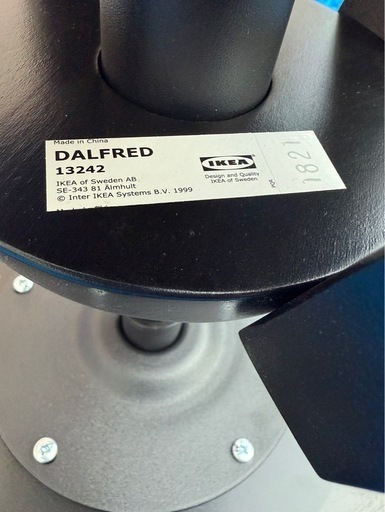 Made in China
DALFRED
13242
IKEA of Sweden AB
SE-343 81 Älmhult
© Inter IKEA Systems B.V. 1999
IKEA
Design and Quality
IKEA of Sweden
PQK
1821